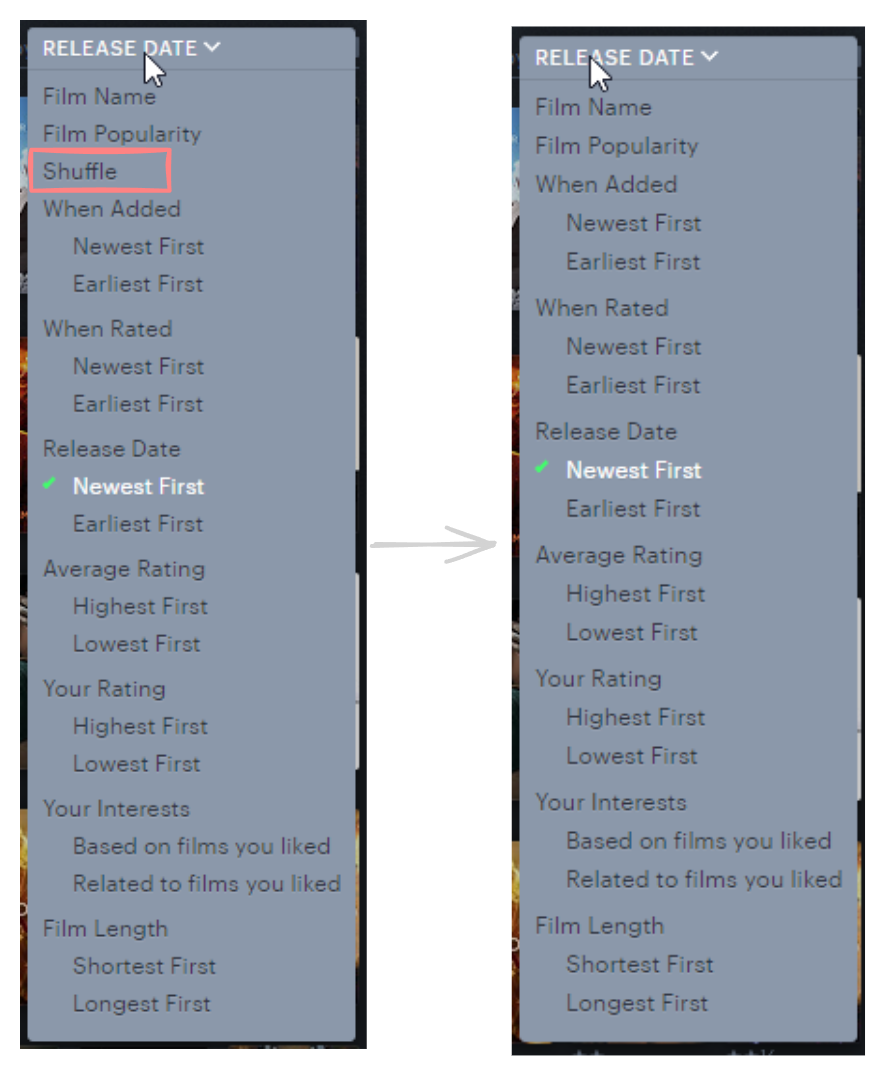 RELEASE DATE
Film Name
Film Popularity
Shuffle
When Added
Newest First
Earliest First
When Rated
Newest First
Earliest First
Release Date
Newest First
Earliest First
Average Rating
Highest First
Lowest First
Your Rating
Highest First
Lowest First
Your Interests
Based on films you liked
Related to films you liked
Film Length
Shortest First
Longest First
RELEASE DATE
Film Name
Film Popularity
When Added
Newest First
Earliest First
When Rated
Newest First
Earliest First
Release Date
Newest First
Earliest First
Average Rating
Highest First
Lowest First
Your Rating
Highest First
Lowest First
Your Interests
Based on films you liked
Related to films you liked
Film Length
Shortest First
Longest First